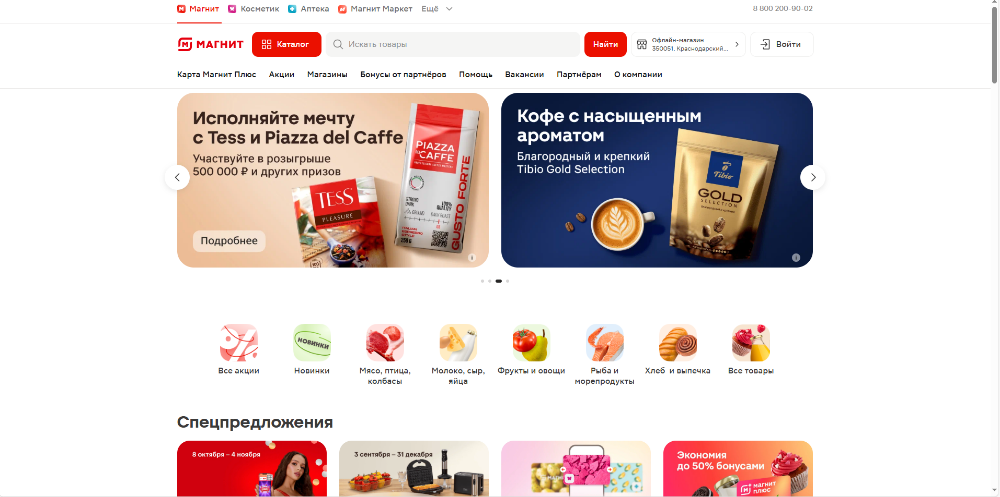 Магнит
Косметик
Аптека
Магнит Маркет
Ещё
8 800 200-90-02
МАГНИТ
Каталог
Искать товары
Найти
Офлайн-магазин
350051, Краснодарский...
Войти
Карта Магнит Плюс
Акции
Магазины
Бонусы от партнёров
Помощь
Вакансии
Партнёрам
О компании
Исполняйте мечту
с Tess и Piazza del Caffe
Участвуйте в розыгрыше
500 000 ₽ и других призов
Подробнее
TESS
PLEASURE
PIAZZA
CAFFE
GUSTO FORTE
Кофе с насыщенным
ароматом
Благородный и крепкий
Tibio Gold Selection
Tibio
GOLD
SELECTION
НОВИНКИ
Все акции
Новинки
Мясо, птица,
колбасы
Молоко, сыр,
яйца
Фрукты и овощи
Рыба и
морепродукты
Хлеб и выпечка
Все товары
Спецпредложения
8 октября – 4 ноября
3 сентября – 31 декабря
Экономия
до 50% бонусами
магнит
плюс